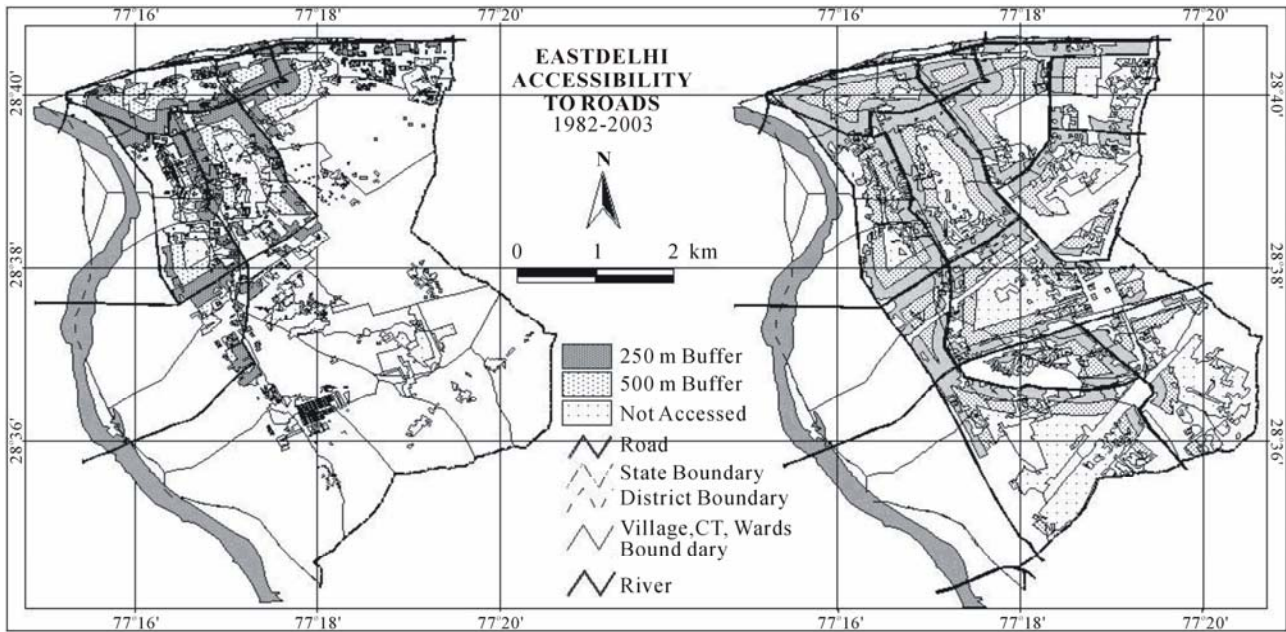 77°16' 77°18' 77°20' 77°16' 77°18' 77°20'
EASTDELHI
ACCESSIBILITY
TO ROADS
1982-2003
N
0 1 2 km
28°40'
28°38'
28°36'
28°40'
28°38'
28°36'
250 m Buffer
500 m Buffer
Not Accessed
Road
State Boundary
District Boundary
Village,CT, Wards
Bound dary
River
77°16' 77°18' 77°20' 77°16' 77°18' 77°20'